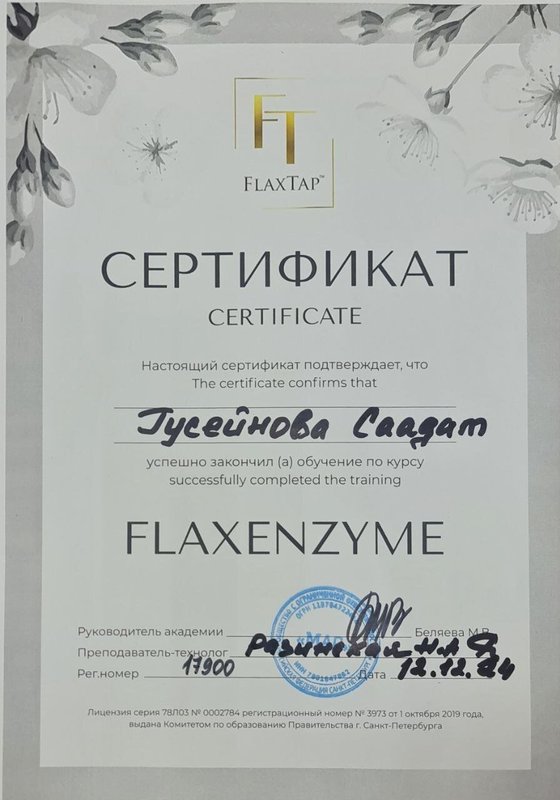 FT
FLAXTAP™
СЕРТИФИКАТ
CERTIFICATE
Настоящий сертификат подтверждает, что
The certificate confirms that
Гусейнова Саадат
успешно закончил (а) обучение по курсу
successfully completed the training
FLAXENZYME
Руководитель академии Беляева М.В.
Преподаватель-технолог Разинская
Рег.номер 17900 Дата 12.12.24
Лицензия серия 78Л03 № 0002784 регистрационный номер № 3973 от 1 октября 2019 года,
выдана Комитетом по образованию Правительства г. Санкт-Петербурга